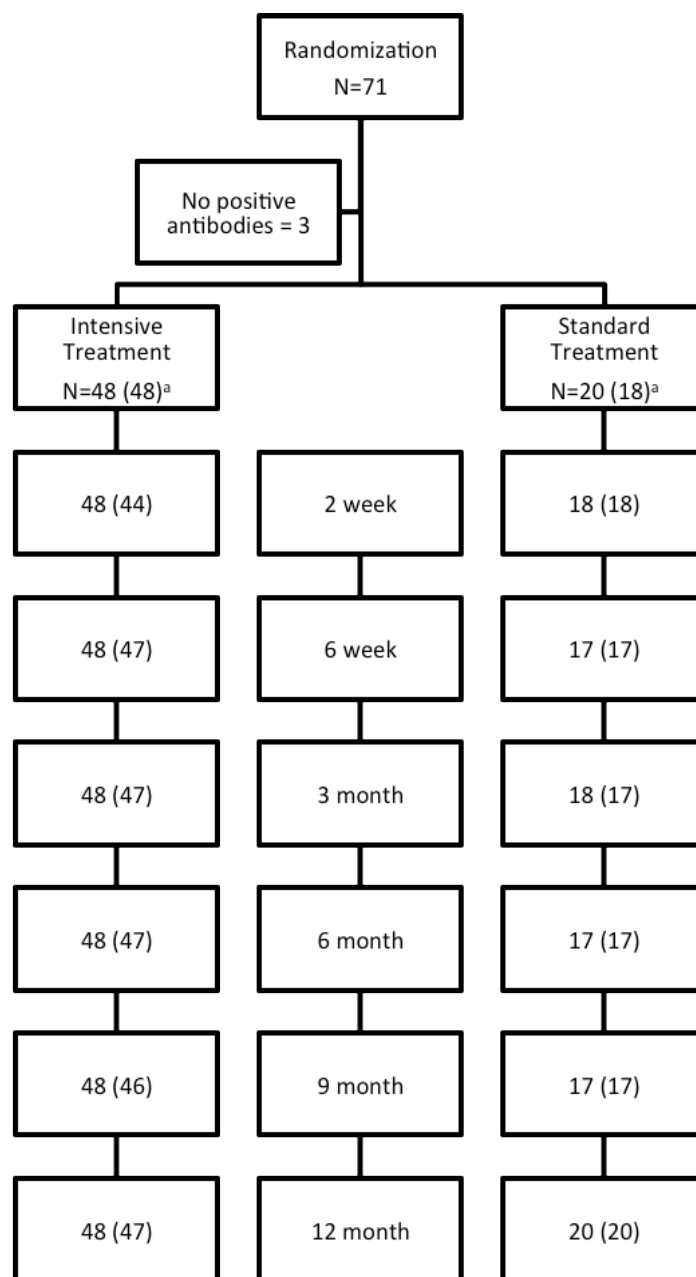 Randomization
N=71
No positive
antibodies = 3
Intensive
Treatment
N=48 (48)ᵃ
Standard
Treatment
N=20 (18)ᵃ
48 (44)
2 week
18 (18)
48 (47)
6 week
17 (17)
48 (47)
3 month
18 (17)
48 (47)
6 month
17 (17)
48 (46)
9 month
17 (17)
48 (47)
12 month
20 (20)